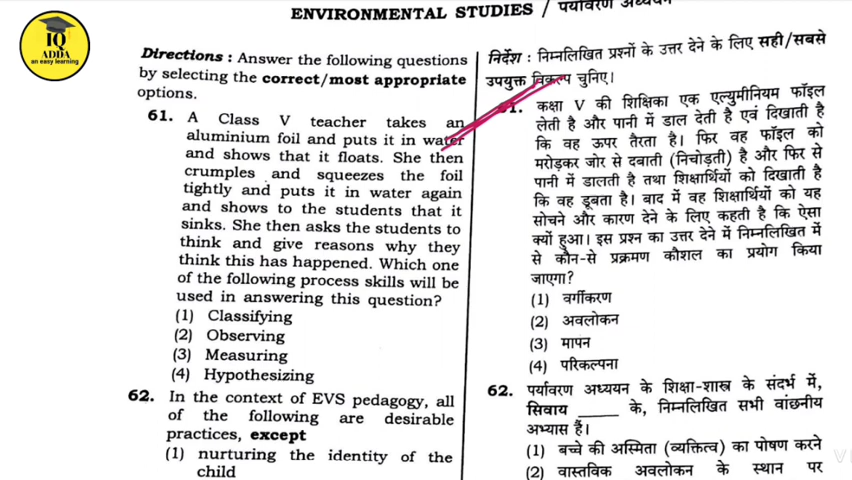 ENVIRONMENTAL STUDIES / पर्यावरण अध्ययन
IQ
ADDA
an easy learning
Directions : Answer the following questions
by selecting the correct/most appropriate
options.
61. A Class V teacher takes an
aluminium foil and puts it in water
and shows that it floats. She then
crumples and squeezes the foil
tightly and puts it in water again
and shows to the students that it
sinks. She then asks the students to
think and give reasons why they
think this has happened. Which one
of the following process skills will be
used in answering this question?
(1) Classifying
(2) Observing
(3) Measuring
(4) Hypothesizing
62. In the context of EVS pedagogy, all
of the following are desirable
practices, except
(1) nurturing the identity of the
child
निर्देश : निम्नलिखित प्रश्नों के उत्तर देने के लिए सही/सबसे
उपयुक्त विकल्प चुनिए।
61. कक्षा V की शिक्षिका एक एल्युमीनियम फॉइल
लेती है और पानी में डाल देती है एवं दिखाती है
कि वह ऊपर तैरता है। फिर वह फॉइल को
मरोड़कर जोर से दबाती (निचोड़ती) है और फिर से
पानी में डालती है तथा शिक्षार्थियों को दिखाती है
कि वह डूबता है। बाद में वह शिक्षार्थियों को यह
सोचने और कारण देने के लिए कहती है कि ऐसा
क्यों हुआ। इस प्रश्न का उत्तर देने में निम्नलिखित में
से कौन-से प्रक्रमण कौशल का प्रयोग किया
जाएगा?
(1) वर्गीकरण
(2) अवलोकन
(3) मापन
(4) परिकल्पना
62. पर्यावरण अध्ययन के शिक्षा-शास्त्र के संदर्भ में,
सिवाय _____ के, निम्नलिखित सभी वांछनीय
अभ्यास हैं।
(1) बच्चे की अस्मिता (व्यक्तित्व) का पोषण करने
(2) वास्तविक अवलोकन के स्थान पर